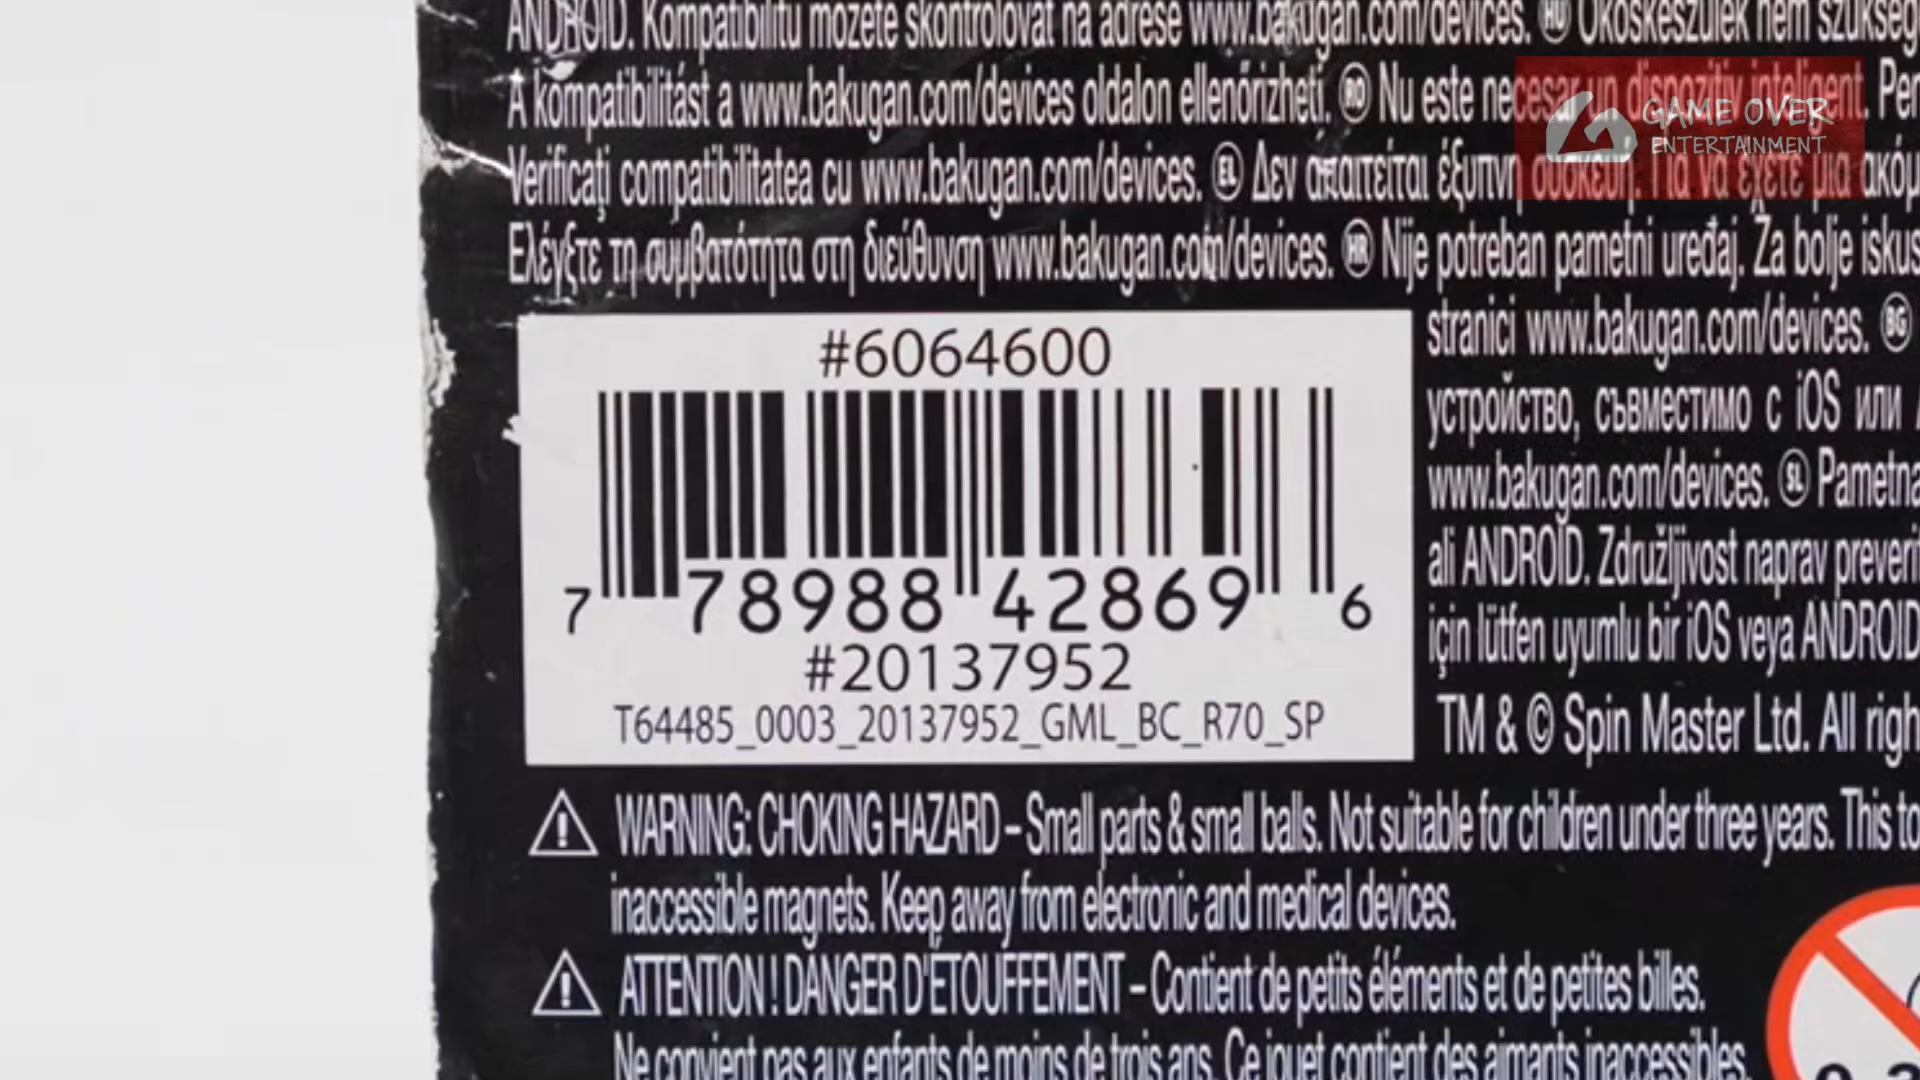 ANDROID. Kompatibilitu môžete skontrolovať na adrese www.bakugan.com/devices. HU Okoskészülék nem szükség
A kompatibilitást a www.bakugan.com/devices oldalon ellenőrizheti. RO Nu este necesar un dispozitiv inteligent. Pen
GAME OVER
ENTERTAINMENT
Verificați compatibilitatea cu www.bakugan.com/devices. EL Δεν απαιτείται έξυπνη συσκευή. Για να έχετε μια ακόμ
Ελέγξτε τη συμβατότητα στη διεύθυνση www.bakugan.com/devices. HR Nije potreban pametni uređaj. Za bolje iskus
stranici www.bakugan.com/devices. BG
устройство, съвместимо с iOS или
www.bakugan.com/devices. SL Pametna
ali ANDROID. Združljivost naprav preverit
için lütfen uyumlu bir iOS veya ANDROID
TM & © Spin Master Ltd. All righ
#6064600
7 78988 42869 6
#20137952
T64485_0003_20137952_GML_BC_R70_SP
WARNING: CHOKING HAZARD – Small parts & small balls. Not suitable for children under three years. This to
inaccessible magnets. Keep away from electronic and medical devices.
ATTENTION ! DANGER D'ÉTOUFFEMENT – Contient de petits éléments et de petites billes.
Ne convient pas aux enfants de moins de trois ans. Ce jouet contient des aimants inaccessibles.